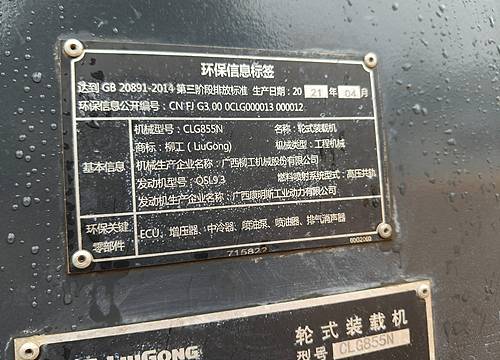 环保信息标签
达到 GB 20891-2014 第三阶段排放标准 生产日期：20 21 年 04 月
环保信息公开编号：CN FJ G3.00 0CLG000013 000012
基本信息
机械型号：CLG855N 名称：轮式装载机
商标：柳工（LiuGong） 机械类型：工程机械
机械生产企业名称：广西柳工机械股份有限公司
发动机型号：QSL9.3 燃料喷射系统型式：高压共轨
发动机生产企业名称：广西康明斯工业动力有限公司
环保关键
零部件
ECU、增压器、中冷器、喷油泵、喷油器、排气消声器
715822
LIUGONG
轮式装载机
型号 CLG855N